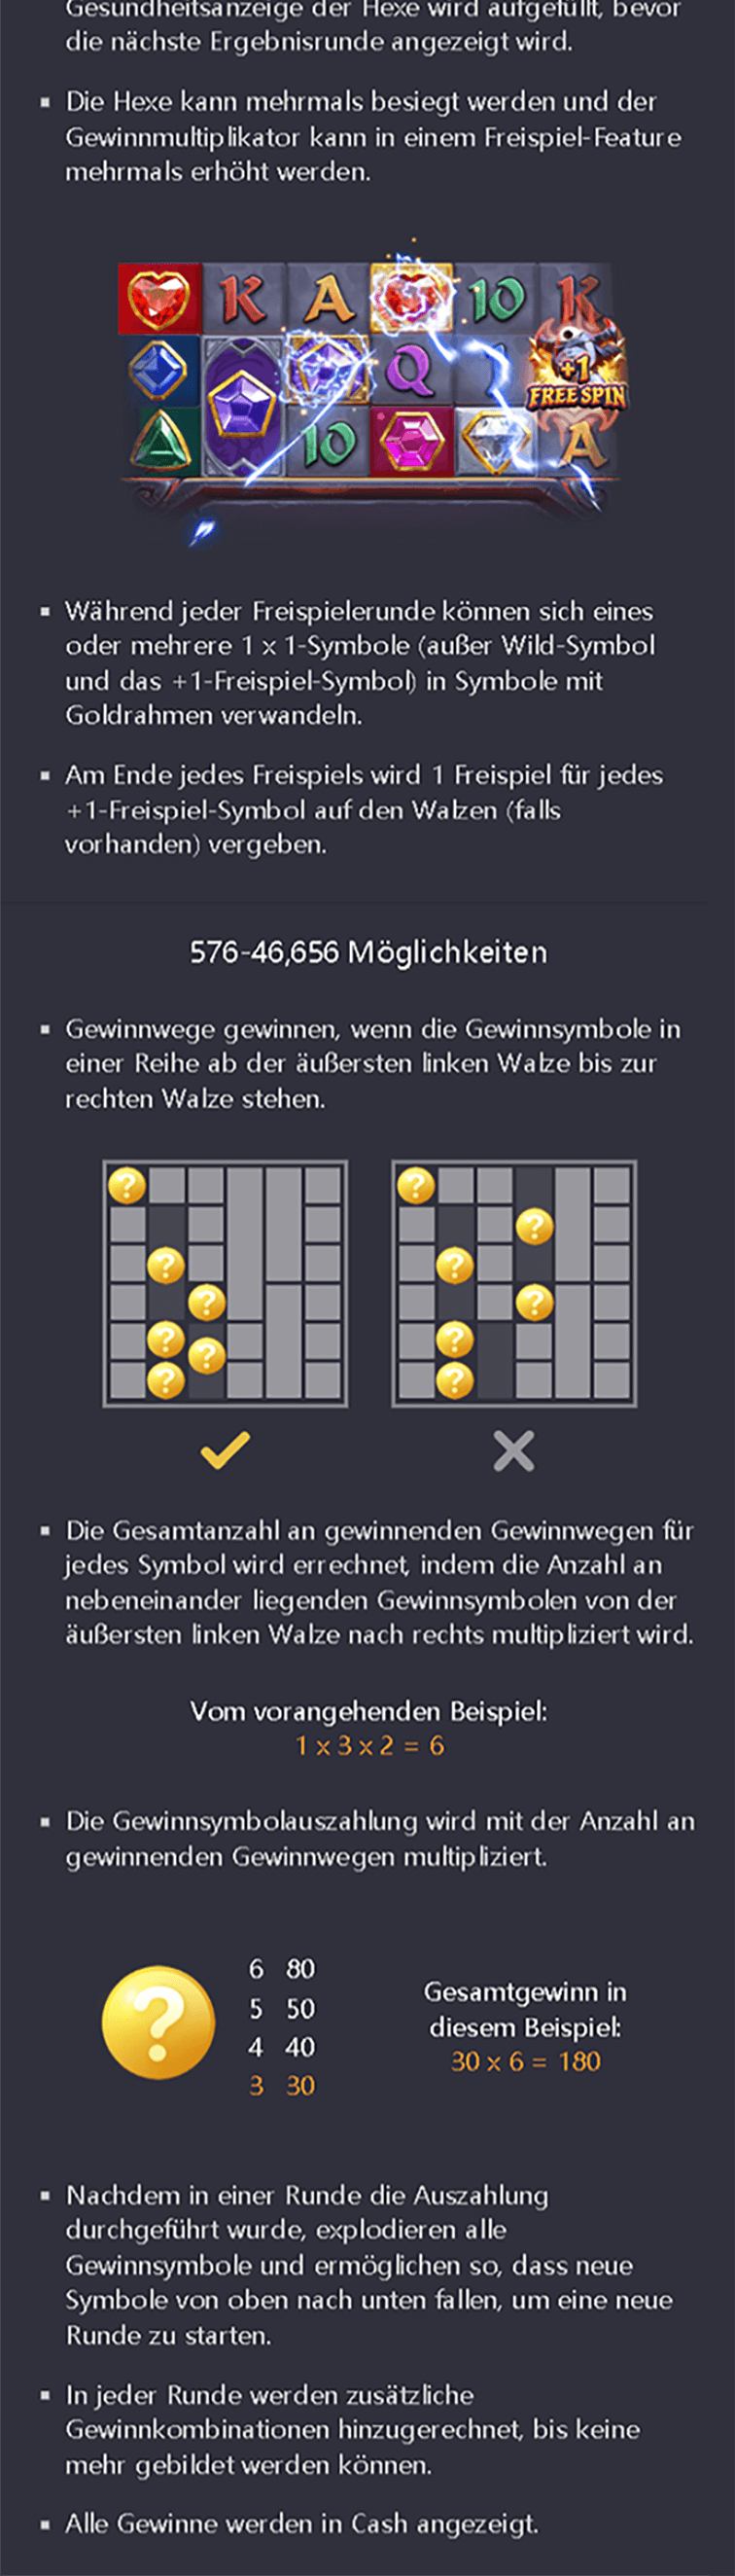 Gesundheitsanzeige der Hexe wird aufgefüllt, bevor
die nächste Ergebnisrunde angezeigt wird.
Die Hexe kann mehrmals besiegt werden und der
Gewinnmultiplikator kann in einem Freispiel-Feature
mehrmals erhöht werden.
K A 10 K
Q
+1
FREE SPIN
10 A
Während jeder Freispielerunde können sich eines
oder mehrere 1 x 1-Symbole (außer Wild-Symbol
und das +1-Freispiel-Symbol) in Symbole mit
Goldrahmen verwandeln.
Am Ende jedes Freispiels wird 1 Freispiel für jedes
+1-Freispiel-Symbol auf den Walzen (falls
vorhanden) vergeben.
576-46,656 Möglichkeiten
Gewinnwege gewinnen, wenn die Gewinnsymbole in
einer Reihe ab der äußersten linken Walze bis zur
rechten Walze stehen.
? ?
?
? ?
? ?
? ?
?
? ?
Die Gesamtanzahl an gewinnenden Gewinnwegen für
jedes Symbol wird errechnet, indem die Anzahl an
nebeneinander liegenden Gewinnsymbolen von der
äußersten linken Walze nach rechts multipliziert wird.
Vom vorangehenden Beispiel:
1 x 3 x 2 = 6
Die Gewinnsymbolauszahlung wird mit der Anzahl an
gewinnenden Gewinnwegen multipliziert.
?
6 80
5 50
4 40
3 30
Gesamtgewinn in
diesem Beispiel:
30 x 6 = 180
Nachdem in einer Runde die Auszahlung
durchgeführt wurde, explodieren alle
Gewinnsymbole und ermöglichen so, dass neue
Symbole von oben nach unten fallen, um eine neue
Runde zu starten.
In jeder Runde werden zusätzliche
Gewinnkombinationen hinzugerechnet, bis keine
mehr gebildet werden können.
Alle Gewinne werden in Cash angezeigt.